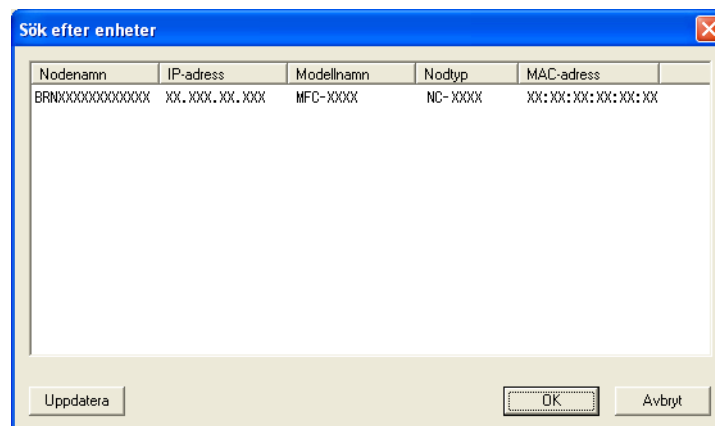 Sök efter enheter
Nodenamn IP-adress Modellnamn Nodtyp MAC-adress
BRNXXXXXXXXXXXX XX.XXX.XX.XXX MFC-XXXX NC-XXXX XX:XX:XX:XX:XX:XX
Uppdatera OK Avbryt